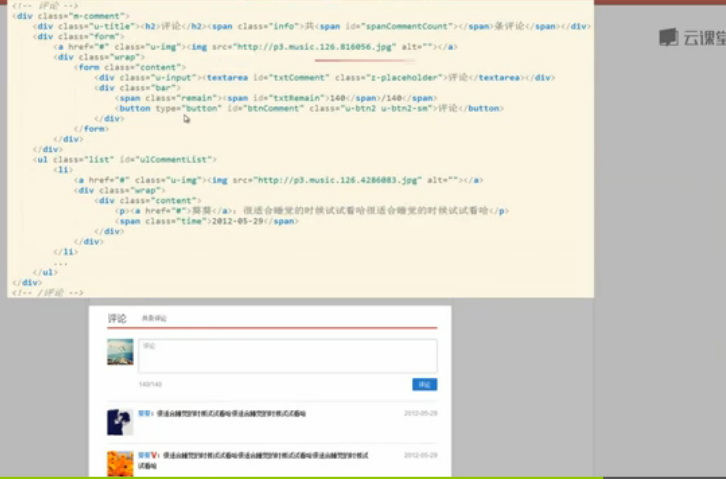 <!-- 评论 -->
<div class="m-comment">
<div class="u-title"><h2>评论</h2><span class="info">共<span id="spanCommentCount"></span>条评论</span></div>
<div class="form">
<a href="#" class="u-img"><img src="http://p3.music.126.816056.jpg" alt=""></a>
<div class="wrap">
<form class="content">
<div class="u-input"><textarea id="txtComment" class="z-placeholder">评论</textarea></div>
<div class="bar">
<span class="remain"><span id="txtRemain">140</span>/140</span>
<button type="button" id="btnComment" class="u-btn2 u-btn2-sm">评论</button>
</div>
</form>
</div>
</div>
<ul class="list" id="ulCommentList">
<li>
<a href="#" class="u-img"><img src="http://p3.music.126.4286083.jpg" alt=""></a>
<div class="wrap">
<div class="content">
<p><a href="#">葵葵</a>：很适合睡觉的时候试试看哈很适合睡觉的时候试试看哈</p>
<span class="time">2012-05-29</span>
</div>
</div>
</li>
...
</ul>
</div>
<!-- /评论 -->
云课堂
评论 共条评论
评论
140/140
评论
葵葵：很适合睡觉的时候试试看哈很适合睡觉的时候试试看哈 2012-05-29
葵葵V：很适合睡觉的时候试试看哈很适合睡觉的时候试试看哈很适合睡觉的时候试 2012-05-29
试看哈